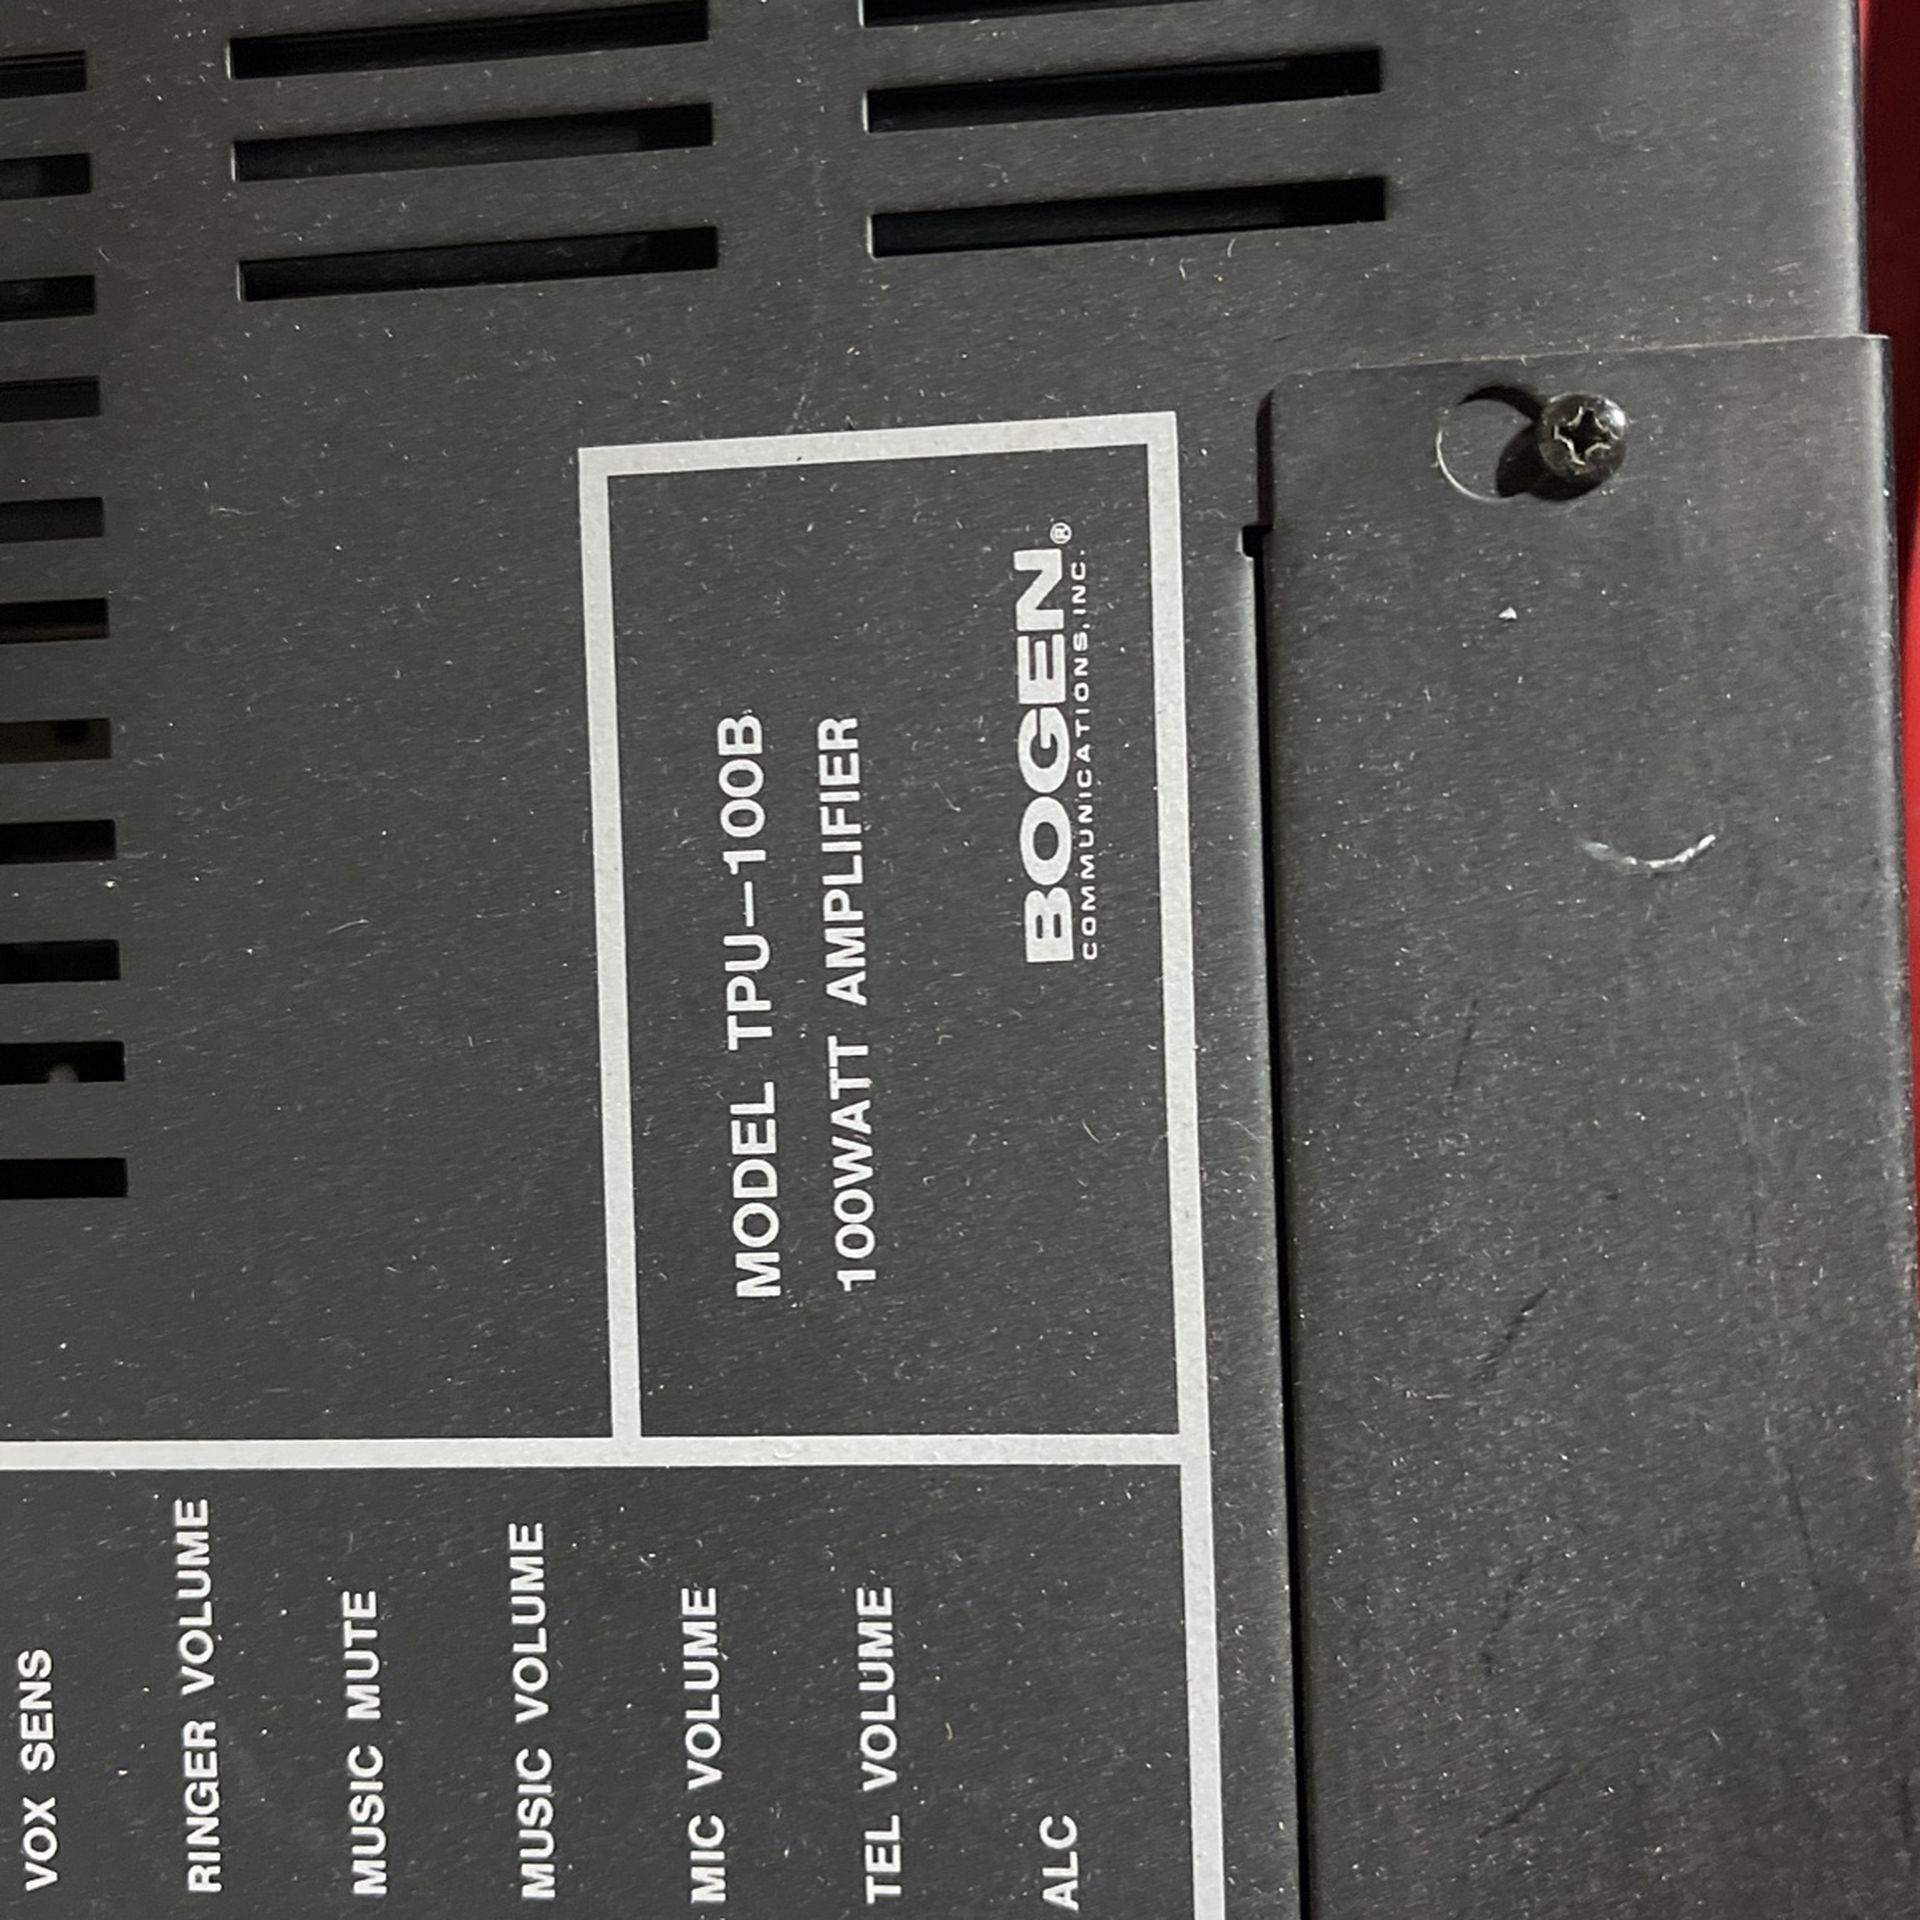 MODEL TPU-100B
100WATT AMPLIFIER
BOGEN®
COMMUNICATIONS, INC.
VOX SENS
RINGER VOLUME
MUSIC MUTE
MUSIC VOLUME
MIC VOLUME
TEL VOLUME
ALC